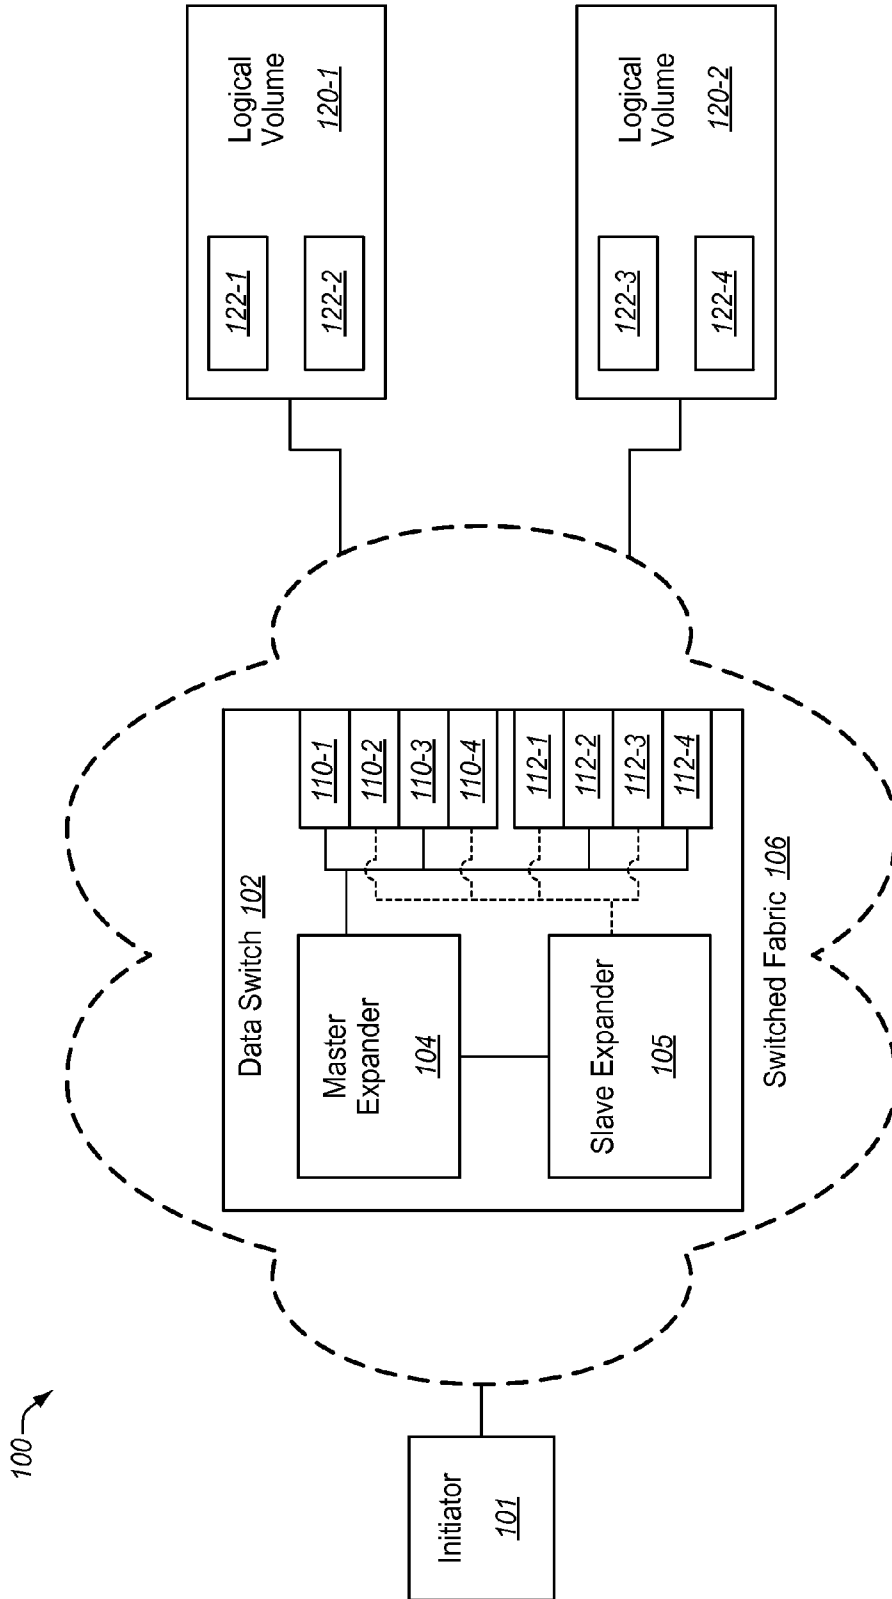 100
Initiator
101
Data Switch 102
Master
Expander
104
Slave Expander
105
110-1
110-2
110-3
110-4
112-1
112-2
112-3
112-4
Switched Fabric 106
Logical
Volume
120-1
122-1
122-2
Logical
Volume
120-2
122-3
122-4